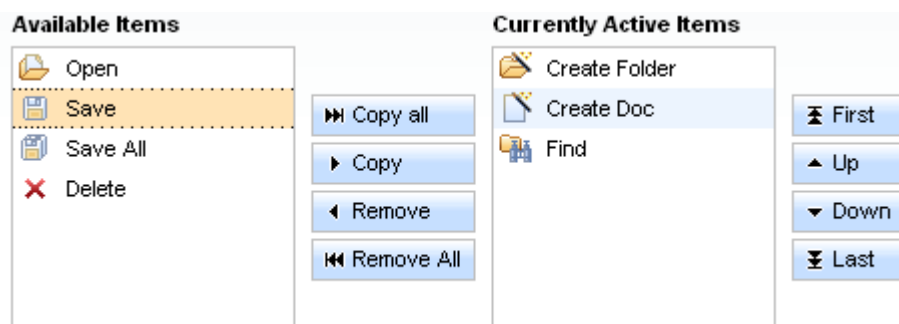 Available Items
Open
Save
Save All
Delete
Copy all
Copy
Remove
Remove All
Currently Active Items
Create Folder
Create Doc
Find
First
Up
Down
Last